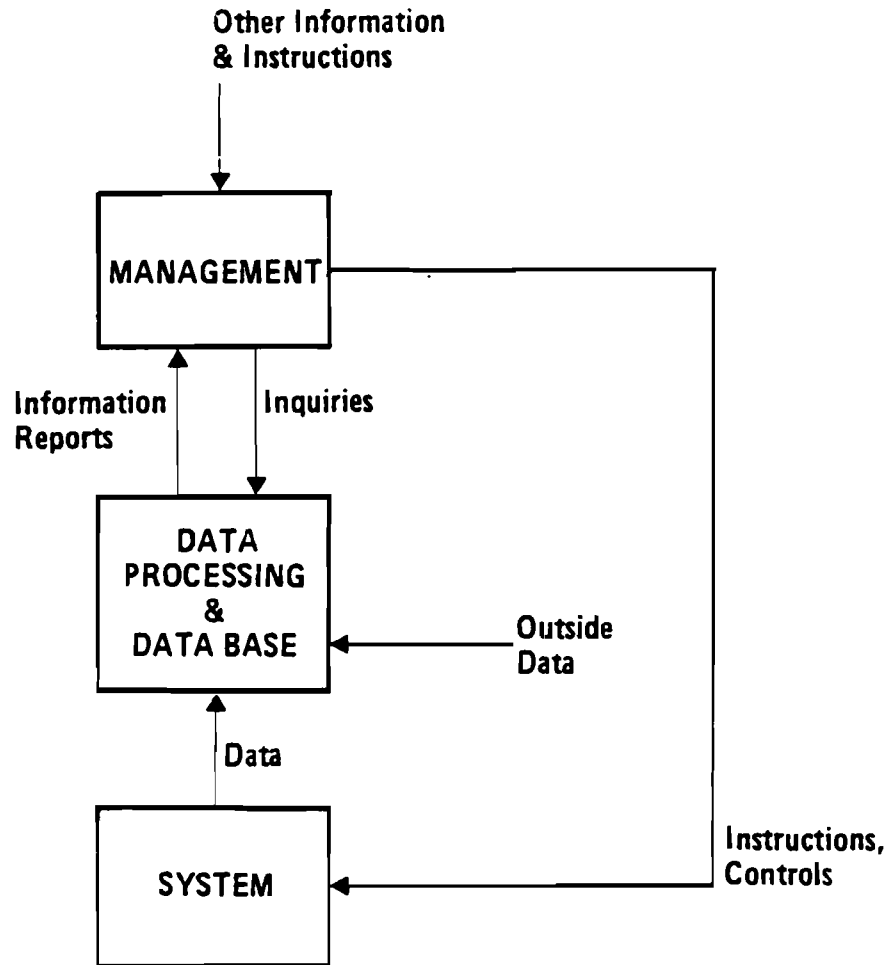 Other Information
& Instructions
MANAGEMENT
Information
Reports
Inquiries
DATA
PROCESSING
&
DATA BASE
Outside
Data
Data
SYSTEM
Instructions,
Controls